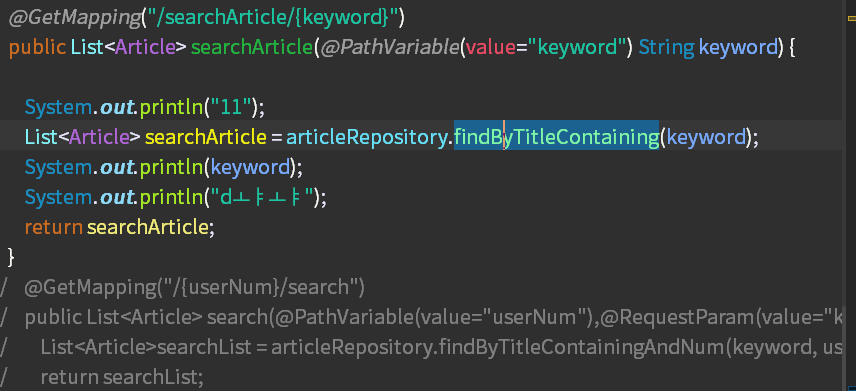 @GetMapping("/searchArticle/{keyword}")
public List<Article> searchArticle(@PathVariable(value="keyword") String keyword) {
System.out.println("11");
List<Article> searchArticle = articleRepository.findByTitleContaining(keyword);
System.out.println(keyword);
System.out.println("dㅗㅑㅗㅑ");
return searchArticle;
}
/ @GetMapping("/{userNum}/search")
/ public List<Article> search(@PathVariable(value="userNum"),@RequestParam(value="k
/ List<Article>searchList = articleRepository.findByTitleContainingAndNum(keyword, us
/ return searchList;